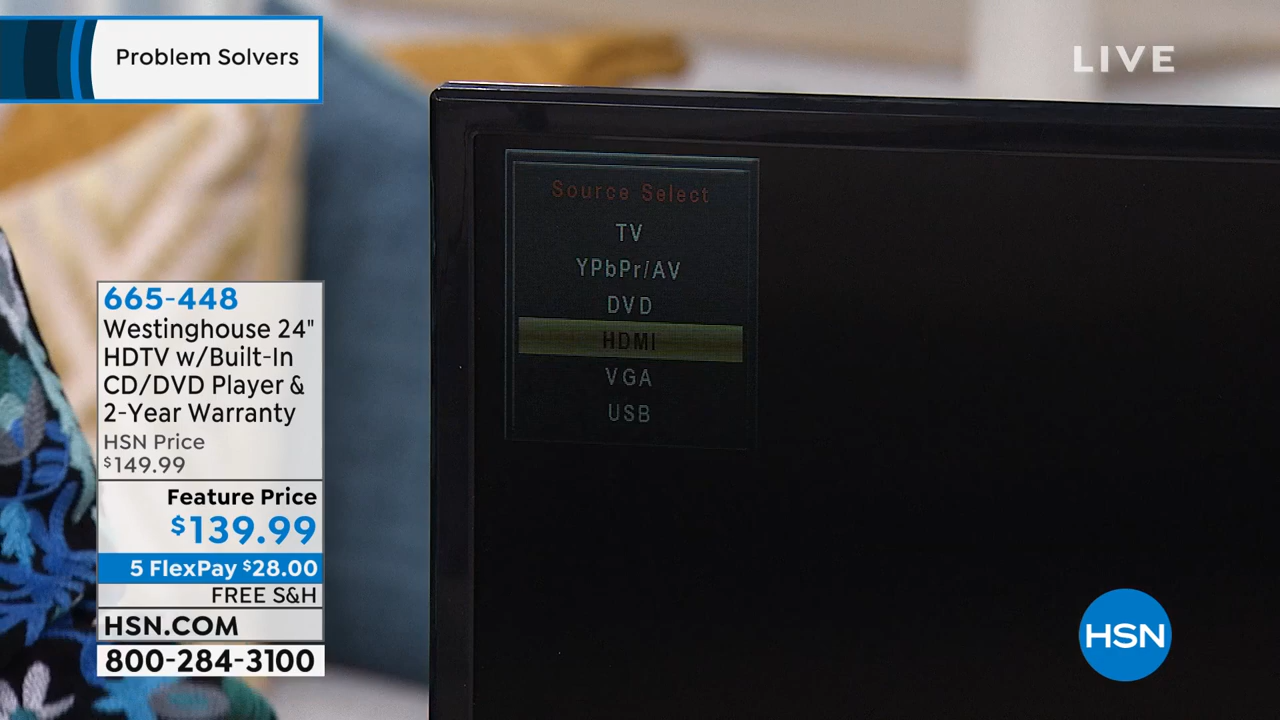 Problem Solvers
LIVE
Source Select
TV
YPbPr/AV
DVD
HDMI
VGA
USB
665-448
Westinghouse 24"
HDTV w/Built-In
CD/DVD Player &
2-Year Warranty
HSN Price
$149.99
Feature Price
$139.99
5 FlexPay $28.00
FREE S&H
HSN.COM
800-284-3100
HSN